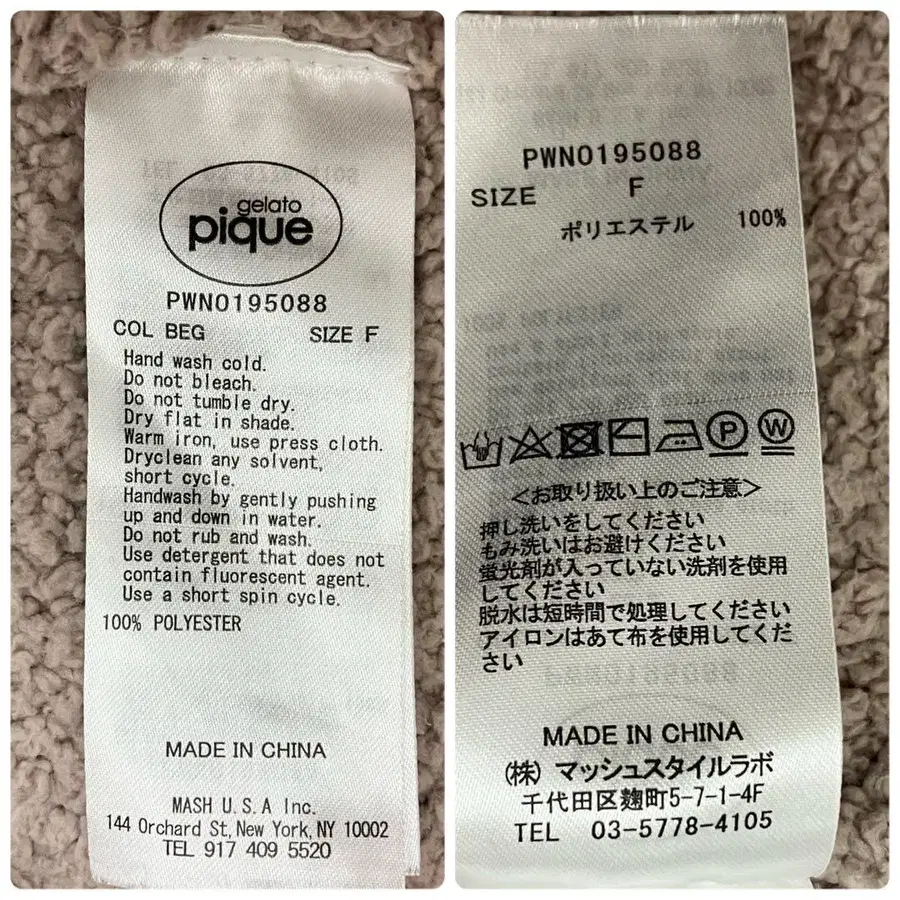 gelato
pique
PWNO195088
COL BEG SIZE F
Hand wash cold.
Do not bleach.
Do not tumble dry.
Dry flat in shade.
Warm iron, use press cloth.
Dryclean any solvent,
short cycle.
Handwash by gently pushing
up and down in water.
Do not rub and wash.
Use detergent that does not
contain fluorescent agent.
Use a short spin cycle.
100% POLYESTER
MADE IN CHINA
MASH U.S.A Inc.
144 Orchard St, New York, NY 10002
TEL 917 409 5520
PWNO195088
SIZE F
ポリエステル 100%
P W
＜お取り扱い上のご注意＞
押し洗いをしてください
もみ洗いはお避けください
蛍光剤が入っていない洗剤を使用
してください
脱水は短時間で処理してください
アイロンはあて布を使用してくだ
さい
MADE IN CHINA
(株) マッシュスタイルラボ
千代田区麹町5-7-1-4F
TEL 03-5778-4105